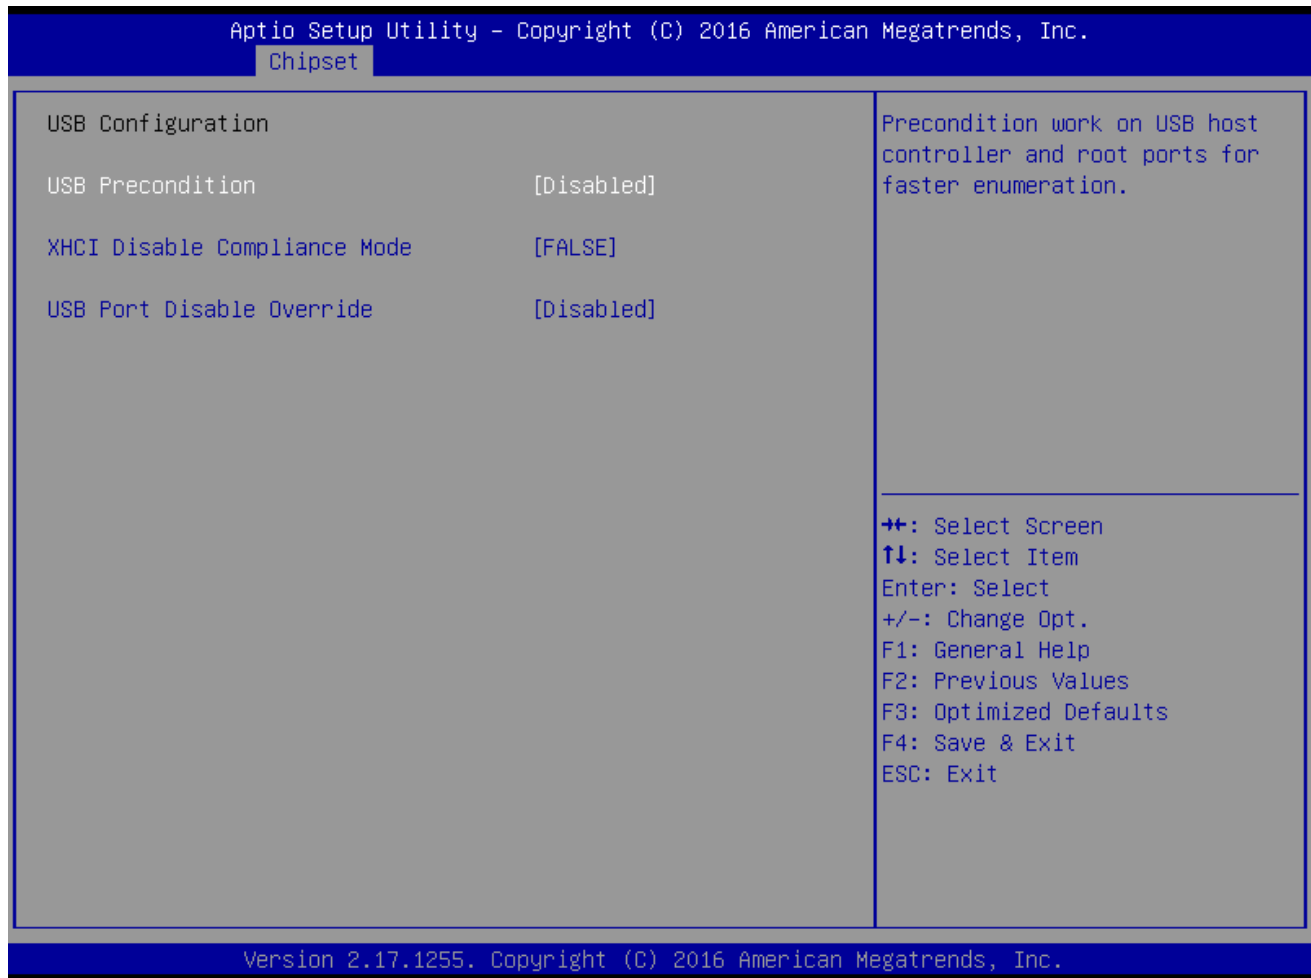 Aptio Setup Utility – Copyright (C) 2016 American Megatrends, Inc.
Chipset
USB Configuration
USB Precondition [Disabled]
XHCI Disable Compliance Mode [FALSE]
USB Port Disable Override [Disabled]
Precondition work on USB host
controller and root ports for
faster enumeration.
→←: Select Screen
↑↓: Select Item
Enter: Select
+/-: Change Opt.
F1: General Help
F2: Previous Values
F3: Optimized Defaults
F4: Save & Exit
ESC: Exit
Version 2.17.1255. Copyright (C) 2016 American Megatrends, Inc.